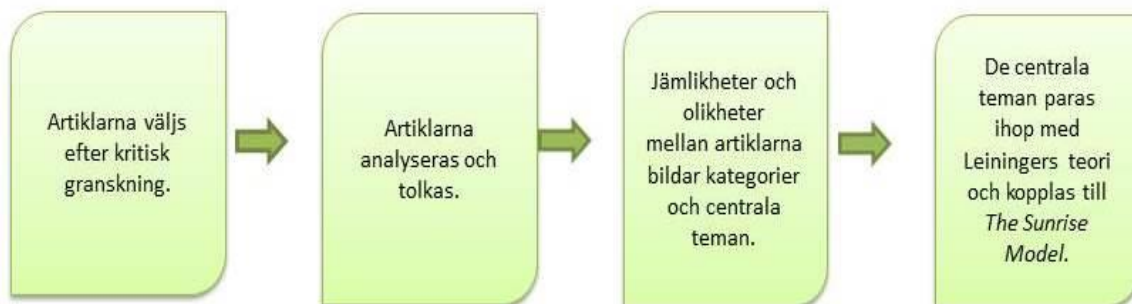 Artiklarna väljs
efter kritisk
granskning.
Artiklarna
analyseras och
tolkas.
Jämlikheter och
olikheter
mellan artiklarna
bildar kategorier
och centrala
teman.
De centrala
teman paras
ihop med
Leiningers teori
och kopplas till
The Sunrise
Model.